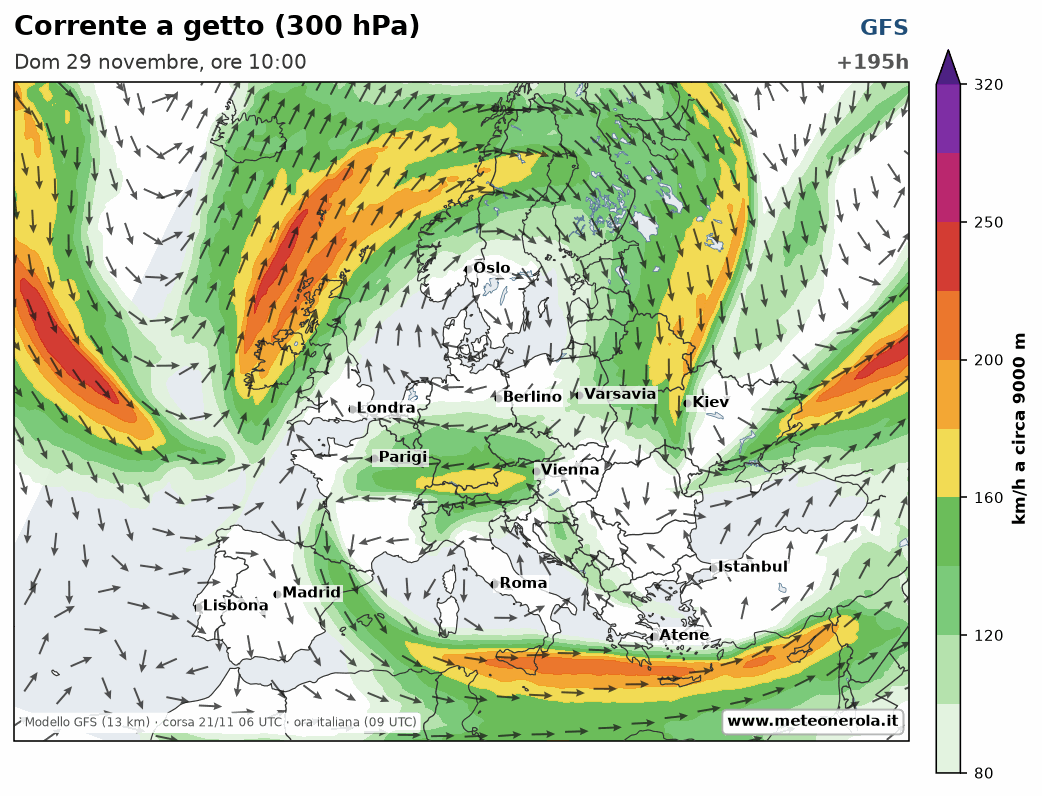 Corrente a getto (300 hPa)
GFS
Dom 29 novembre, ore 10:00
+195h
320
250
200
160
120
80
km/h a circa 9000 m
Oslo
Berlino
Varsavia
Kiev
Londra
Parigi
Vienna
Istanbul
Roma
Madrid
Lisbona
Atene
Modello GFS (13 km) · corsa 21/11 06 UTC · ora italiana (09 UTC)
www.meteonerola.it